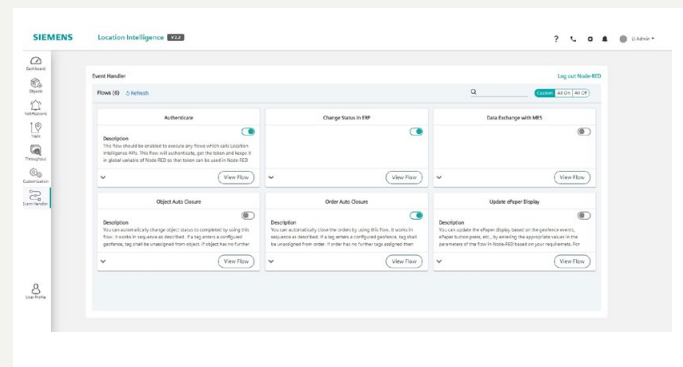 SIEMENS
Location Intelligence V2.2
? Li Admin
Dashboard
Objects
Notifications
Track
Throughput
Customization
Event Handler
User Profile
Event Handler
Log out Node-RED
Flows (6) Refresh
Custom All On All Off
Authenticate
Description
The flow should be enabled to execute any flows which calls Location
Intelligence APIs. This flow will authenticate, get the token and keeps it
in global variable of Node-RED so that token can be used in Node-RED
View Flow
Change Status in ERP
View Flow
Data Exchange with MES
View Flow
Object Auto Closure
Description
You can automatically change object status to completed by using this
flow, it works in sequence as described. If a tag enters a configured
geofence, tag shall be unassigned from object. If object has no further
View Flow
Order Auto Closure
Description
You can automatically close the orders by using this flow. It works in
sequence as described. If a tag enters a configured geofence, tag shall
be unassigned from order. If order has no further tags assigned then
View Flow
Update ePaper Display
Description
You can update the ePaper display based on the geofence events,
ePaper button press, etc., by entering the appropriate values in the
parameters of the flow in Node-RED based on your requirements. For
View Flow